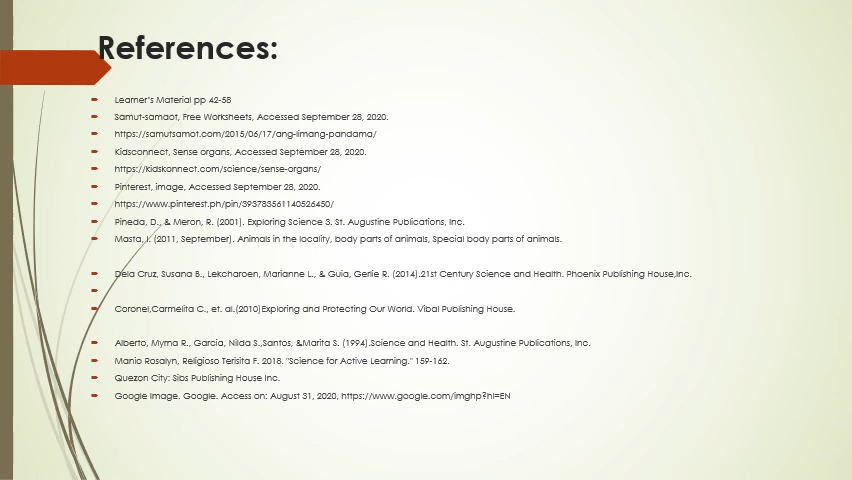 References:
Learner's Material pp 42-58
Samut-samaot, Free Worksheets, Accessed September 28, 2020.
https://samutsamot.com/2015/06/17/ang-limang-pandama/
Kidsconnect, Sense organs, Accessed September 28, 2020.
https://kidskonnect.com/science/sense-organs/
Pinterest, image, Accessed September 28, 2020.
https://www.pinterest.ph/pin/393783561140526450/
Pineda, D., & Meron, R. (2001). Exploring Science 3. St. Augustine Publications, Inc.
Masta, I. (2011, September). Animals in the locality, body parts of animals, Special body parts of animals.
Dela Cruz, Susana B., Lekcharoen, Marianne L., & Guia, Gerlie R. (2014).21st Century Science and Health. Phoenix Publishing House,Inc.
Coronel,Carmelita C., et. al.(2010)Exploring and Protecting Our World. Vibal Publishing House.
Alberto, Myrna R., Garcia, Nilda S.,Santos, &Marita S. (1994).Science and Health. St. Augustine Publications, Inc.
Manio Rosalyn, Religioso Terisita F. 2018. "Science for Active Learning." 159-162.
Quezon City: Sibs Publishing House Inc.
Google Image. Google. Access on: August 31, 2020, https://www.google.com/imghp?hl=EN